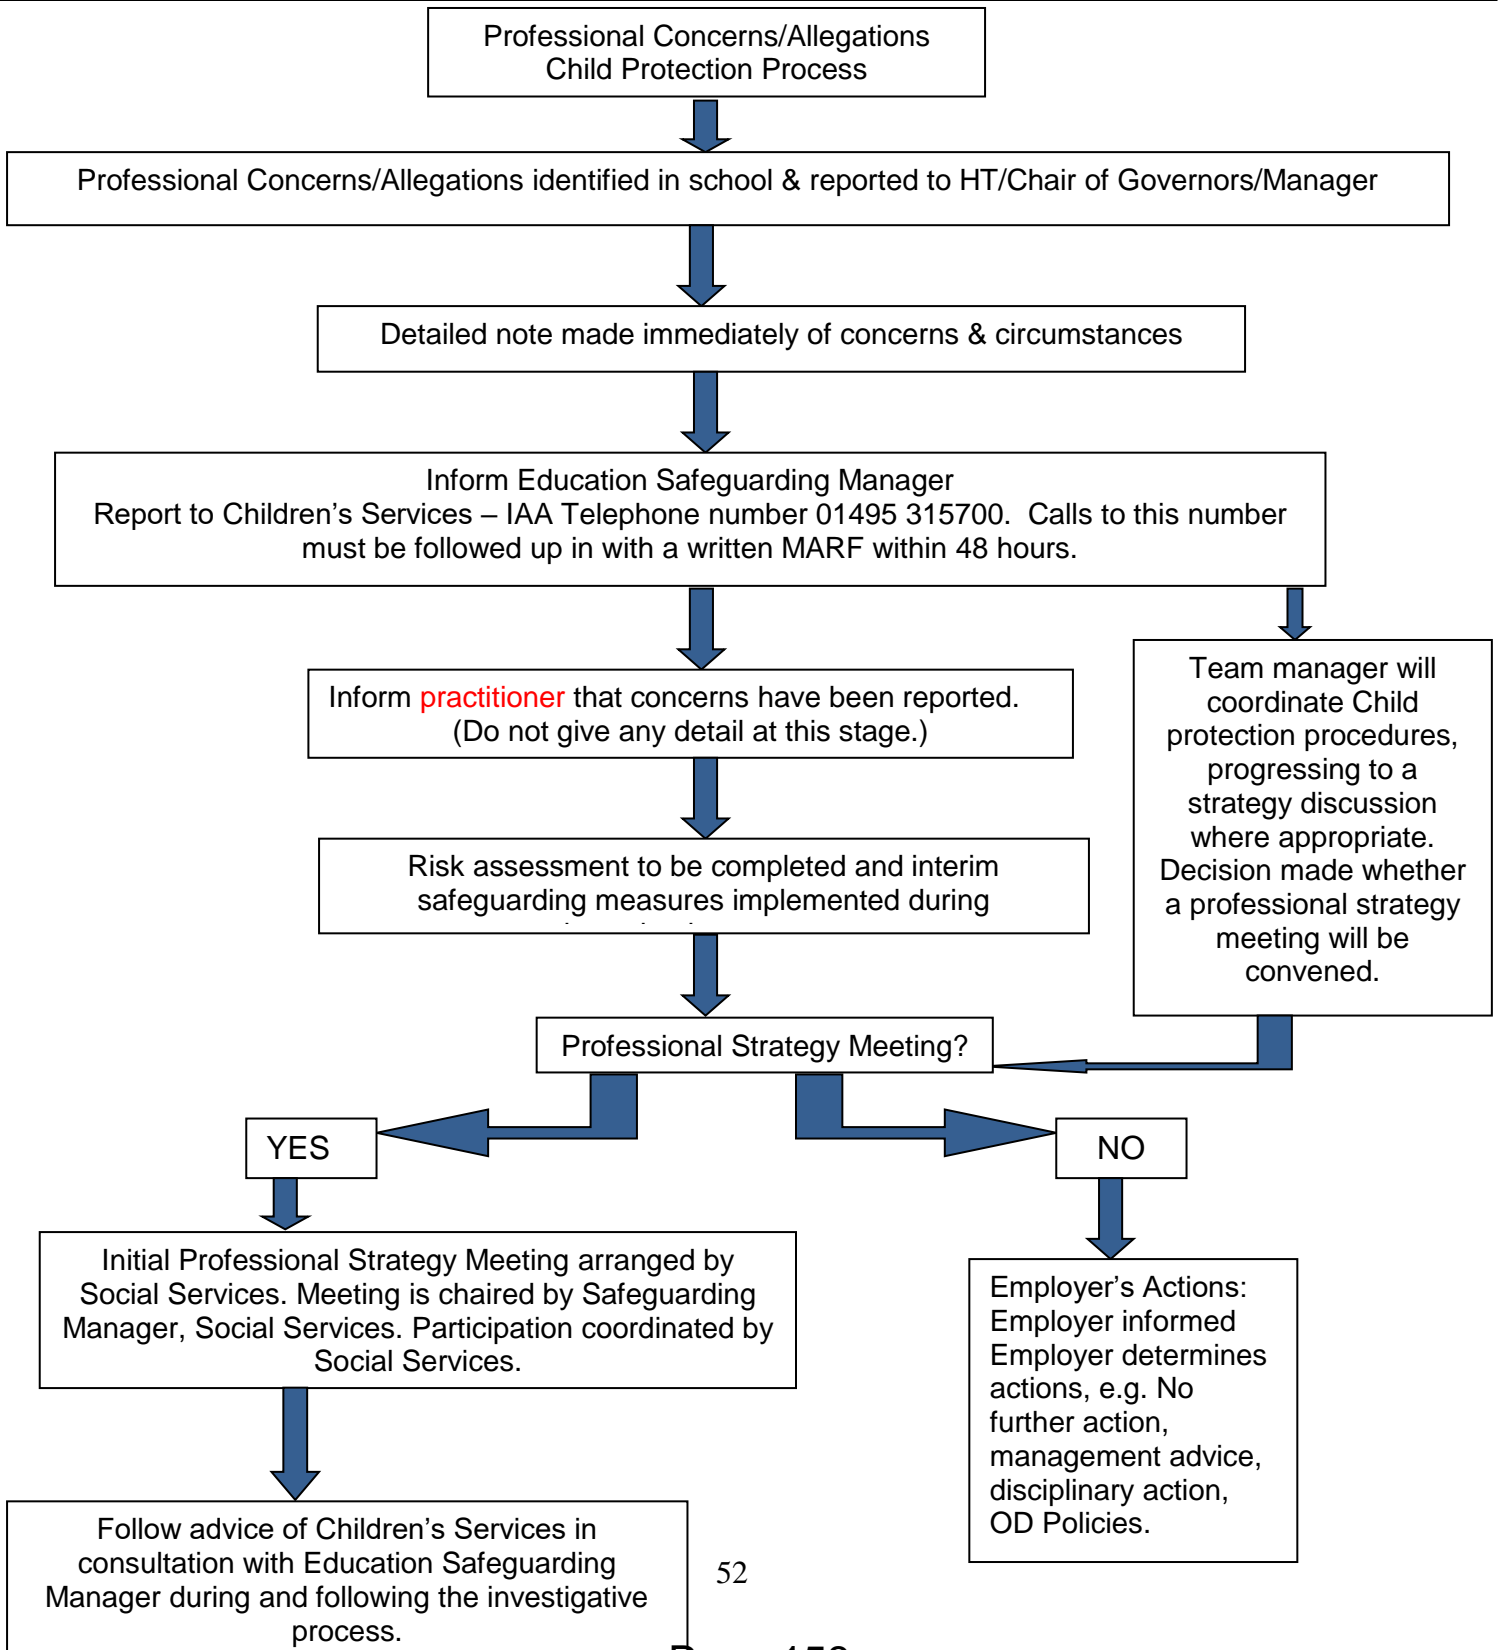 Professional Concerns/Allegations
Child Protection Process
Professional Concerns/Allegations identified in school & reported to HT/Chair of Governors/Manager
Detailed note made immediately of concerns & circumstances
Inform Education Safeguarding Manager
Report to Children’s Services – IAA Telephone number 01495 315700.  Calls to this number
must be followed up in with a written MARF within 48 hours.
Inform practitioner that concerns have been reported.
(Do not give any detail at this stage.)
Team manager will
coordinate Child
protection procedures,
progressing to a
strategy discussion
where appropriate.
Decision made whether
a professional strategy
meeting will be
convened.
Risk assessment to be completed and interim
safeguarding measures implemented during
Professional Strategy Meeting?
YES
NO
Initial Professional Strategy Meeting arranged by
Social Services. Meeting is chaired by Safeguarding
Manager, Social Services. Participation coordinated by
Social Services.
Employer’s Actions:
Employer informed
Employer determines
actions, e.g. No
further action,
management advice,
disciplinary action,
OD Policies.
Follow advice of Children’s Services in
consultation with Education Safeguarding
Manager during and following the investigative
process.
52